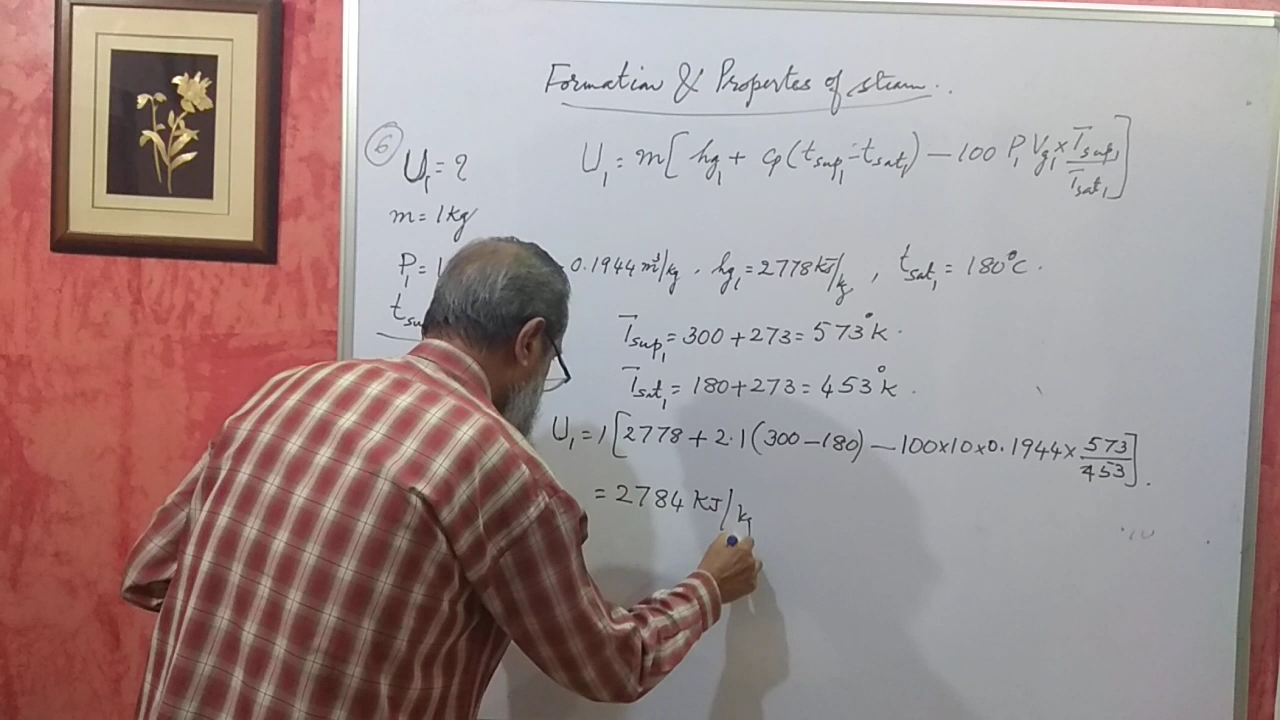 Formation & Propertes of steam..
6 U₁ = ?
U₁ = m[hg₁ + Cp(tsup₁ - tsat₁) - 100 P₁ Vg₁ × Tsup₁/Tsat₁]
m = 1kg
P₁ = 1
0.1944 m³/kg, hg₁ = 2778 KJ/kg, tsat₁ = 180°C.
Tsup₁ = 300 + 273 = 573°K.
Tsat₁ = 180 + 273 = 453°K.
U₁ = 1[2778 + 2.1(300 - 180) - 100×10×0.1944×573/453].
= 2784 KJ/k